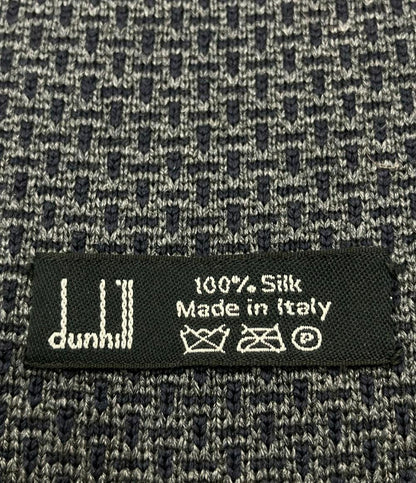 dunhill
100% Silk
Made in Italy
P